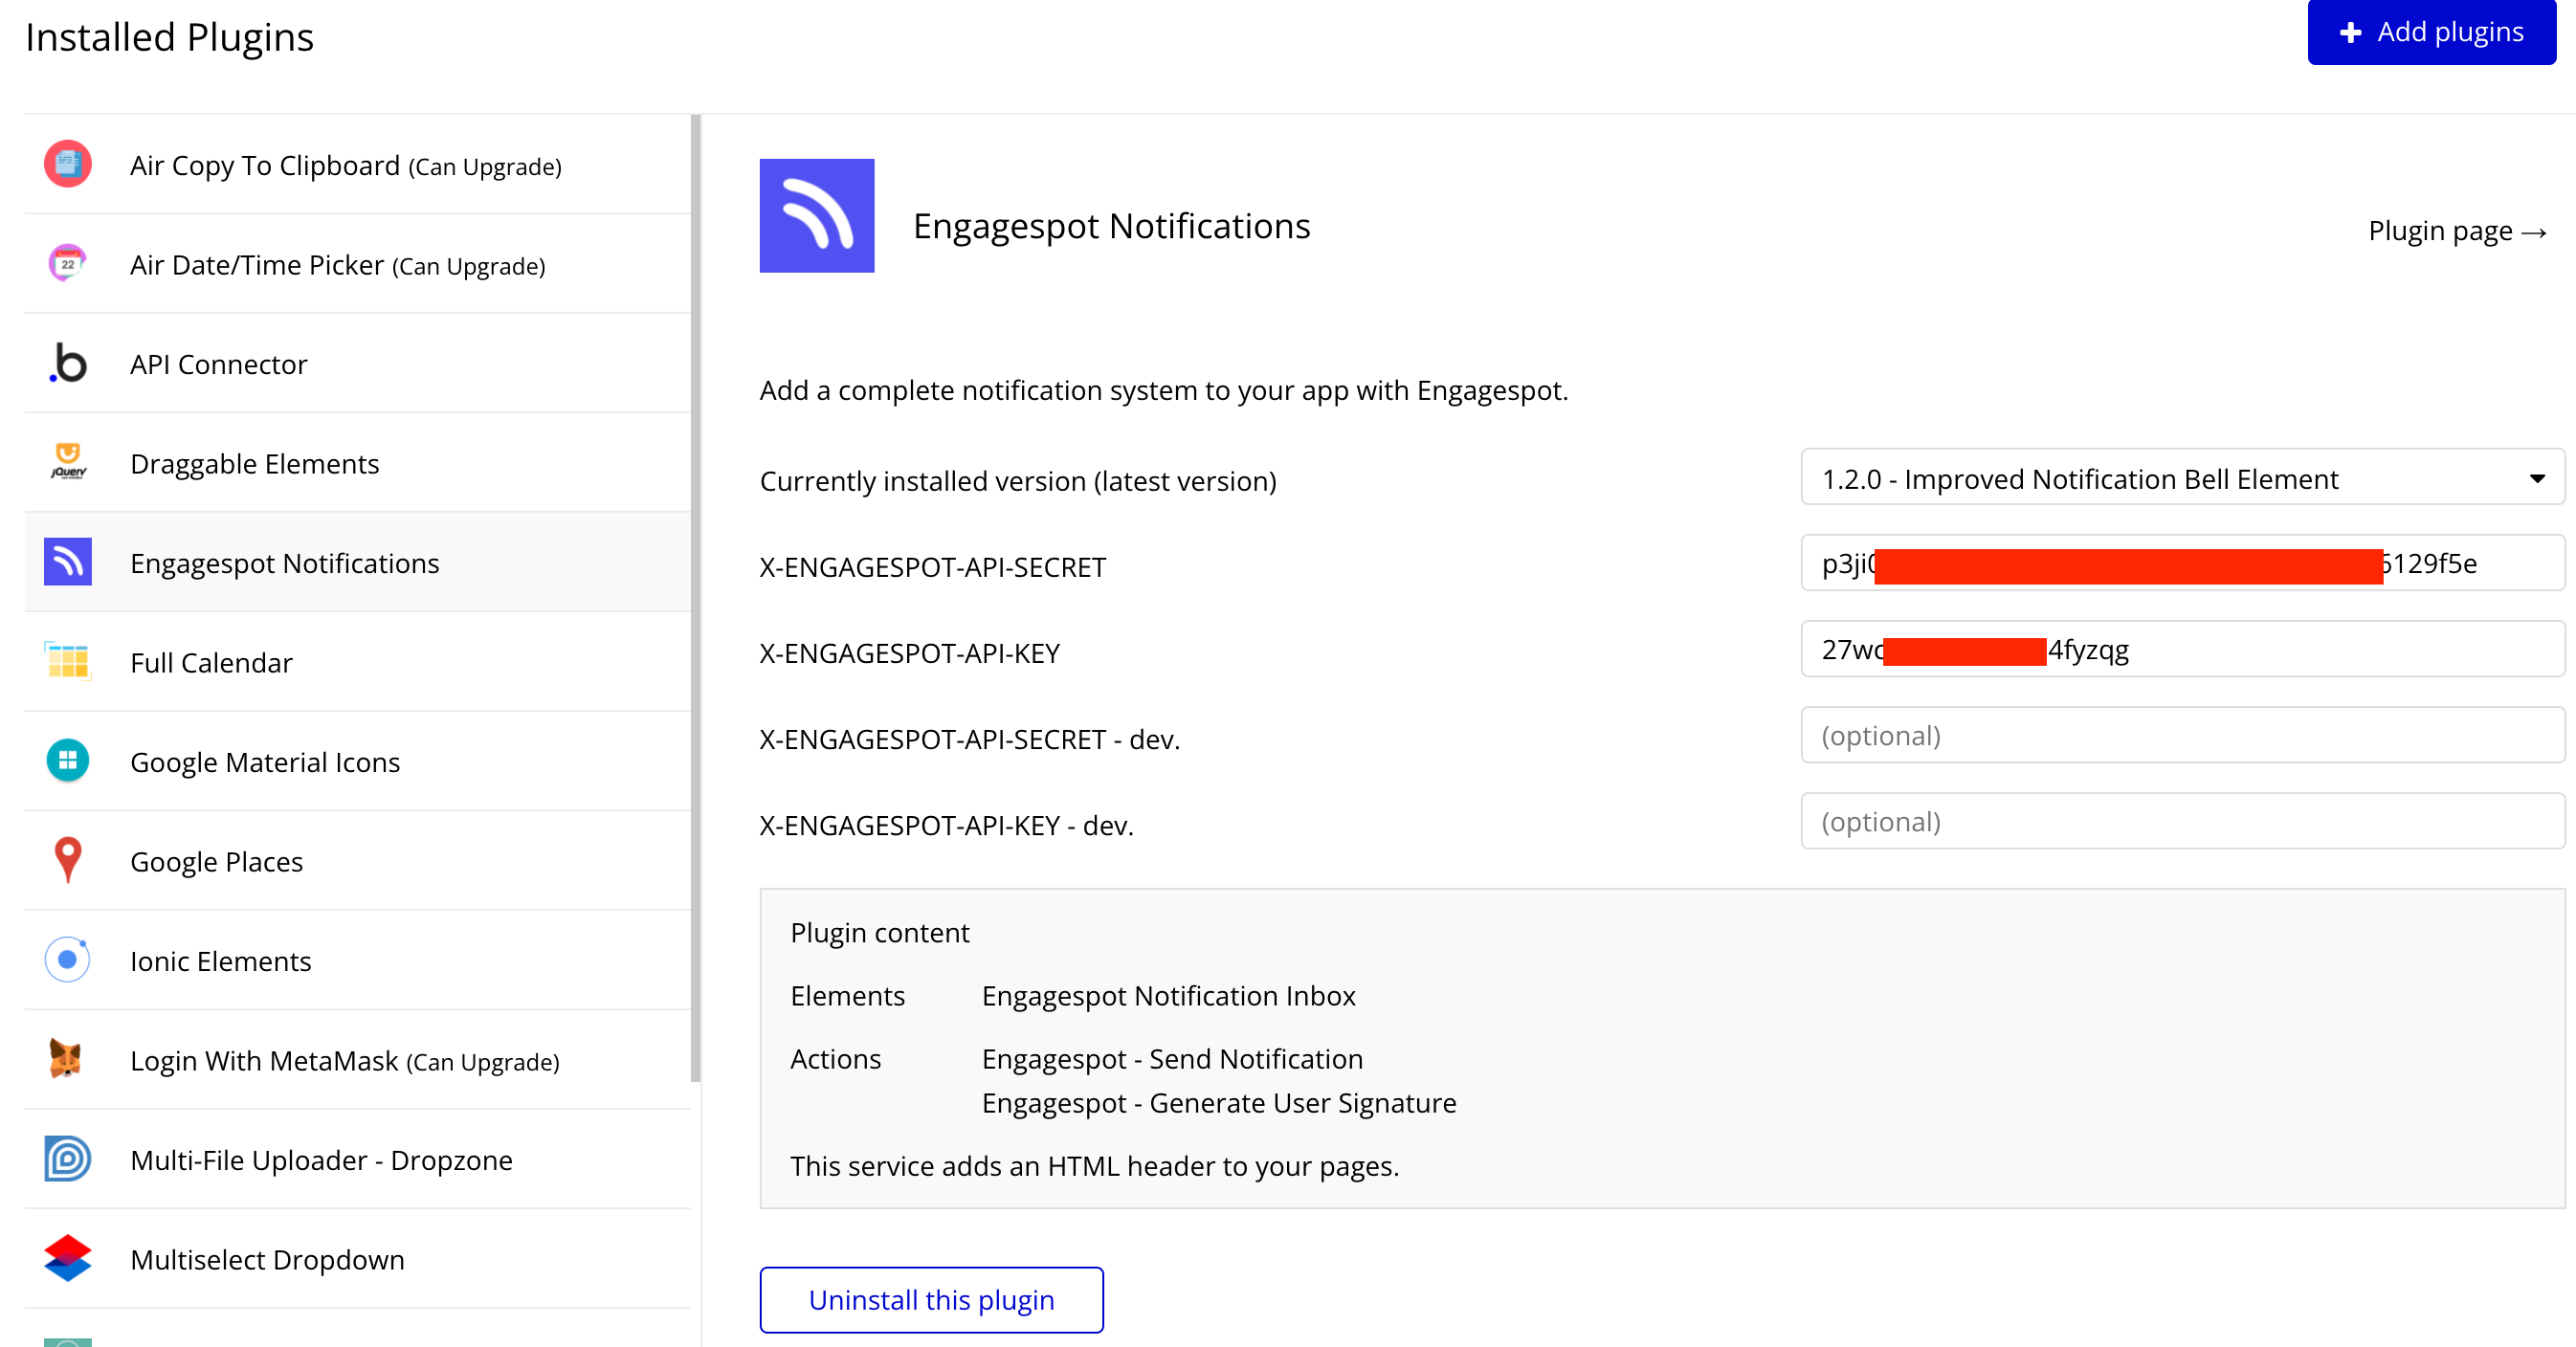 Installed Plugins
Add plugins
Air Copy To Clipboard (Can Upgrade)
Air Date/Time Picker (Can Upgrade)
22
API Connector
b
Draggable Elements
jQuery
Engagespot Notifications
Full Calendar
Google Material Icons
Google Places
Ionic Elements
Login With MetaMask (Can Upgrade)
Multi-File Uploader - Dropzone
Multiselect Dropdown
Engagespot Notifications
Plugin page →
Add a complete notification system to your app with Engagespot.
Currently installed version (latest version)
1.2.0 - Improved Notification Bell Element
X-ENGAGESPOT-API-SECRET
p3ji0 6129f5e
X-ENGAGESPOT-API-KEY
27wc 4fyzqg
X-ENGAGESPOT-API-SECRET - dev.
(optional)
X-ENGAGESPOT-API-KEY - dev.
(optional)
Plugin content
Elements Engagespot Notification Inbox
Actions Engagespot - Send Notification
Engagespot - Generate User Signature
This service adds an HTML header to your pages.
Uninstall this plugin